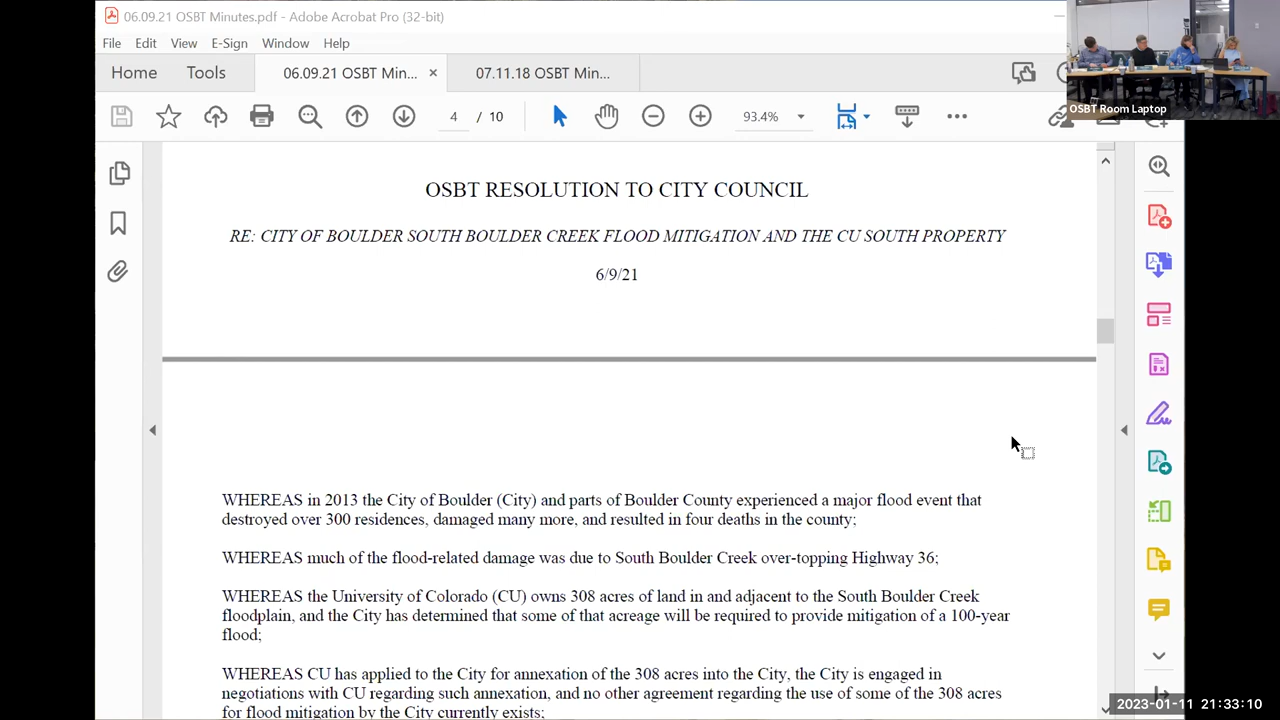 06.09.21 OSBT Minutes.pdf - Adobe Acrobat Pro (32-bit)
File Edit View E-Sign Window Help
Home Tools 06.09.21 OSBT Min... × 07.11.18 OSBT Min...
4 / 10 93.4%
OSBT Room Laptop
OSBT RESOLUTION TO CITY COUNCIL
RE: CITY OF BOULDER SOUTH BOULDER CREEK FLOOD MITIGATION AND THE CU SOUTH PROPERTY
6/9/21
WHEREAS in 2013 the City of Boulder (City) and parts of Boulder County experienced a major flood event that
destroyed over 300 residences, damaged many more, and resulted in four deaths in the county;
WHEREAS much of the flood-related damage was due to South Boulder Creek over-topping Highway 36;
WHEREAS the University of Colorado (CU) owns 308 acres of land in and adjacent to the South Boulder Creek
floodplain, and the City has determined that some of that acreage will be required to provide mitigation of a 100-year
flood;
WHEREAS CU has applied to the City for annexation of the 308 acres into the City, the City is engaged in
negotiations with CU regarding such annexation, and no other agreement regarding the use of some of the 308 acres
for flood mitigation by the City currently exists;
2023-01-11 21:33:10